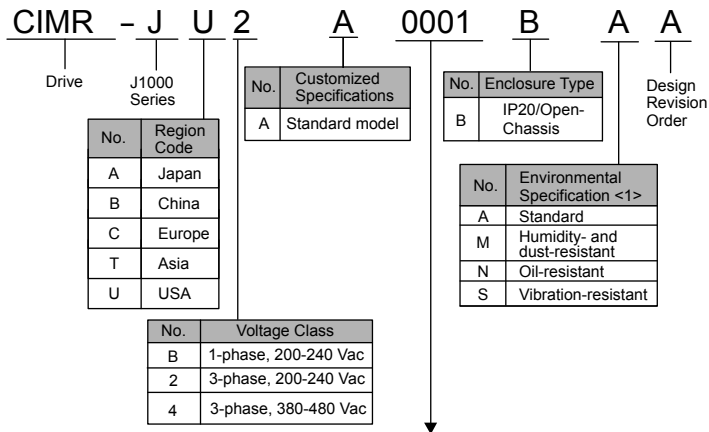 CIMR - J U 2 A 0001 B A A
Drive
J1000
Series
No. Region
Code
A Japan
B China
C Europe
T Asia
U USA
No. Voltage Class
B 1-phase, 200-240 Vac
2 3-phase, 200-240 Vac
4 3-phase, 380-480 Vac
No. Customized
Specifications
A Standard model
No. Enclosure Type
B IP20/Open-
Chassis
No. Environmental
Specification <1>
A Standard
M Humidity- and
dust-resistant
N Oil-resistant
S Vibration-resistant
Design
Revision
Order